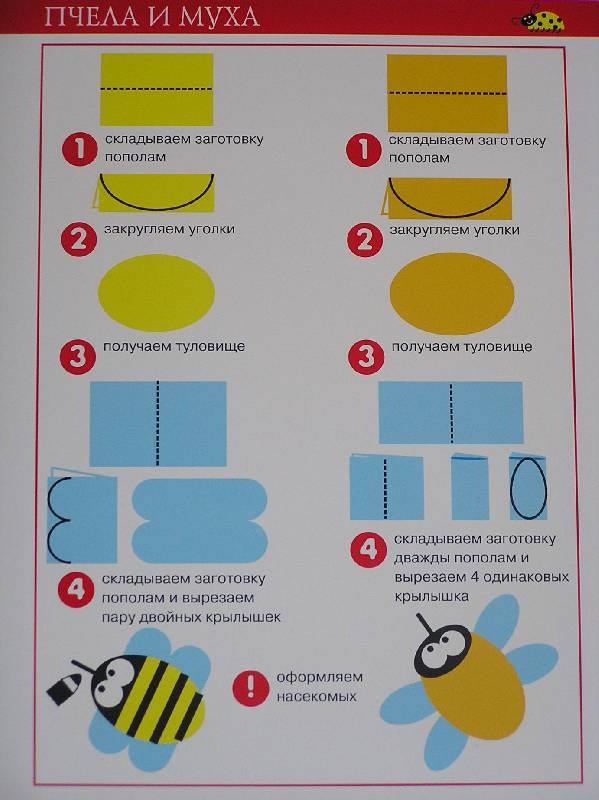 ПЧЕЛА И МУХА
1 складываем заготовку
пополам
2 закругляем уголки
3 получаем туловище
4 складываем заготовку
пополам и вырезаем
пару двойных крылышек
1 складываем заготовку
пополам
2 закругляем уголки
3 получаем туловище
4 складываем заготовку
дважды пополам и
вырезаем 4 одинаковых
крылышка
! оформляем
насекомых